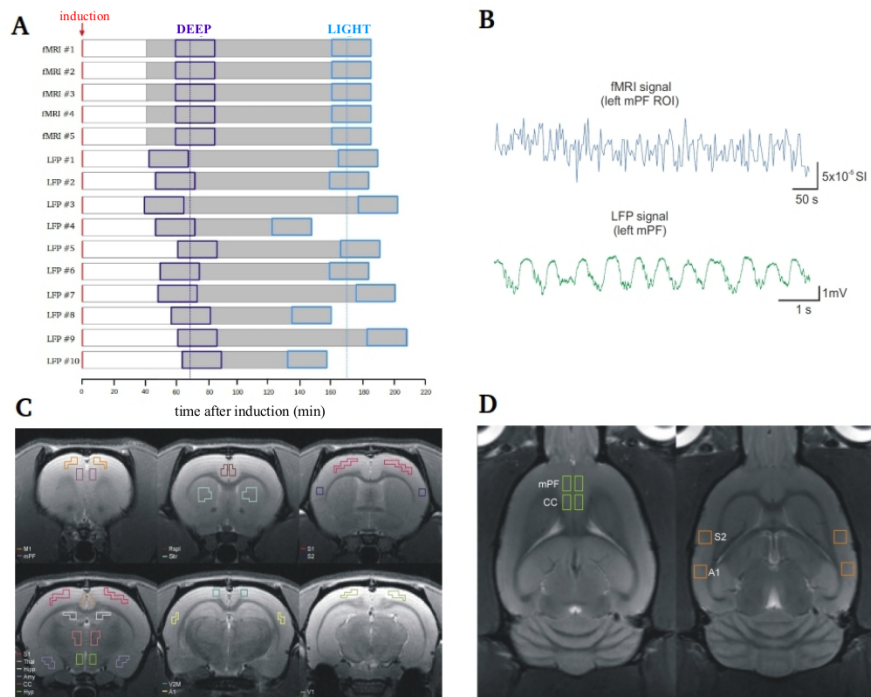 A
induction
DEEP
LIGHT
fMRI #1
fMRI #2
fMRI #3
fMRI #4
fMRI #5
LFP #1
LFP #2
LFP #3
LFP #4
LFP #5
LFP #6
LFP #7
LFP #8
LFP #9
LFP #10
0 20 40 60 80 100 120 140 160 180 200 220
time after induction (min)
B
fMRI signal
(left mPF ROI)
5x10⁻⁸ SI
50 s
LFP signal
(left mPF)
1mV
1 s
C
M1
mPF
Rspl
Str
S1
S2
S1
Thal
Hipp
Amy
CC
Hyp
V2M
A1
V1
D
mPF
CC
S2
A1